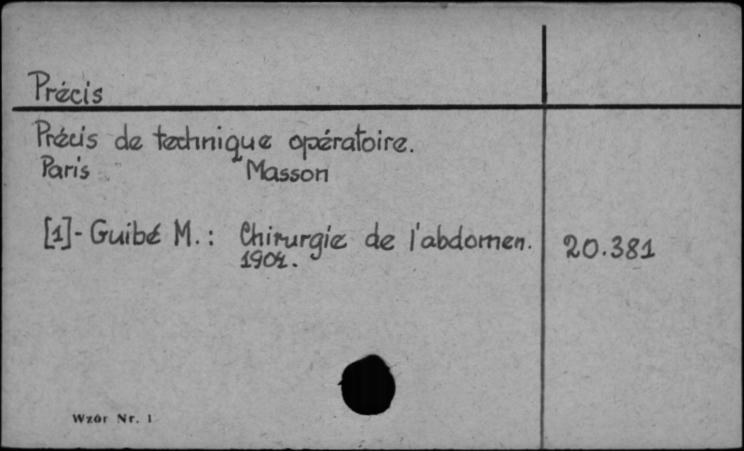 Précis
Précis de technique opératoire.
Paris Masson
[1]- Guibé M.: Chirurgie de l'abdomen. 20.381
1904.
Wzór Nr. 1